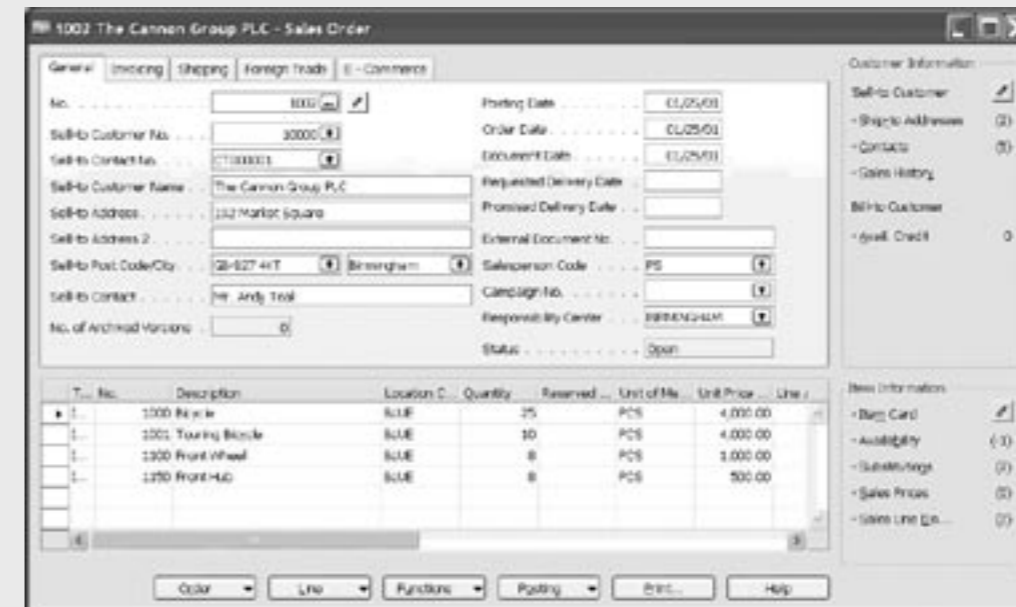 1002 The Cannon Group PLC - Sales Order
General Invoicing Shipping Foreign Trade E - Commerce
No. 1002
Sell-to Customer No. 10000
Sell-to Contact No. CT000001
Sell-to Customer Name The Cannon Group PLC
Sell-to Address 192 Market Square
Sell-to Address 2
Sell-to Post Code/City GB-B27 4KT Birmingham
Sell-to Contact Mr. Andy Teal
No. of Archived Versions 0
Posting Date 01/25/01
Order Date 01/25/01
Document Date 01/25/01
Requested Delivery Date
Promised Delivery Date
External Document No.
Salesperson Code PS
Campaign No.
Responsibility Center BIRMINGHAM
Status Open
Customer Information
Sell-to Customer
Ship-to Addresses (2)
Contacts
Sales History
Bill-to Customer
Avail. Credit 0
T... No. Description Location C... Quantity Reserved ... Unit of Me... Unit Price ... Line
I... 1000 Bicycle BLUE 25 PCS 4,000.00
I... 1001 Touring Bicycle BLUE 10 PCS 4,000.00
I... 1100 Front Wheel BLUE 8 PCS 1,000.00
I... 1150 Front Hub BLUE 8 PCS 500.00
Item Information
Item Card
Availability
Substitutions
Sales Prices
Sales Line
Order Line Functions Posting Print... Help